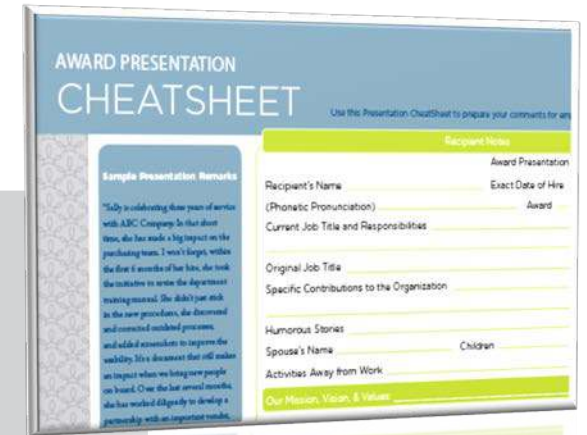 AWARD PRESENTATION
CHEATSHEET
Use this Presentation CheatSheet to prepare your comments for
Sample Presentation Remarks
"Sally is celebrating three years of service
with ABC Company. In that short
time, she has made a big impact on the
purchasing team. I won't forget, within
the first 6 months of her hire, she took
the initiative to revise the department
training manual. She didn't just stick
in the new procedures, she discovered
and corrected outdated processes,
and added screenshots to improve the
usability. It's a document that still makes
an impact when we bring new people
on board. Over the last several months,
she has worked diligently to develop a
partnership with an important vendor,
Recipient Notes
Award Presentation
Recipient's Name Exact Date of Hire
(Phonetic Pronunciation) Award
Current Job Title and Responsibilities
Original Job Title
Specific Contributions to the Organization
Humorous Stories
Spouse's Name Children
Activities Away from Work
Our Mission, Vision, & Values